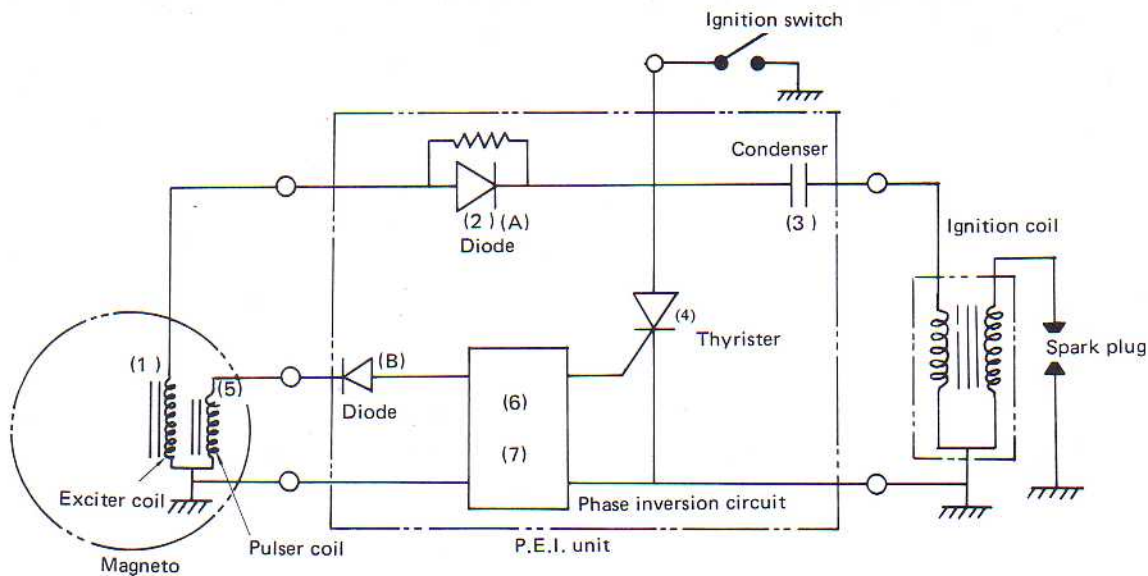 Ignition switch
Condenser
(2) (A)
Diode
(3)
Ignition coil
(4)
Thyrister
(1)
(5)
(B)
Diode
(6)
(7)
Spark plug
Exciter coil
Phase inversion circuit
Pulser coil
P.E.I. unit
Magneto